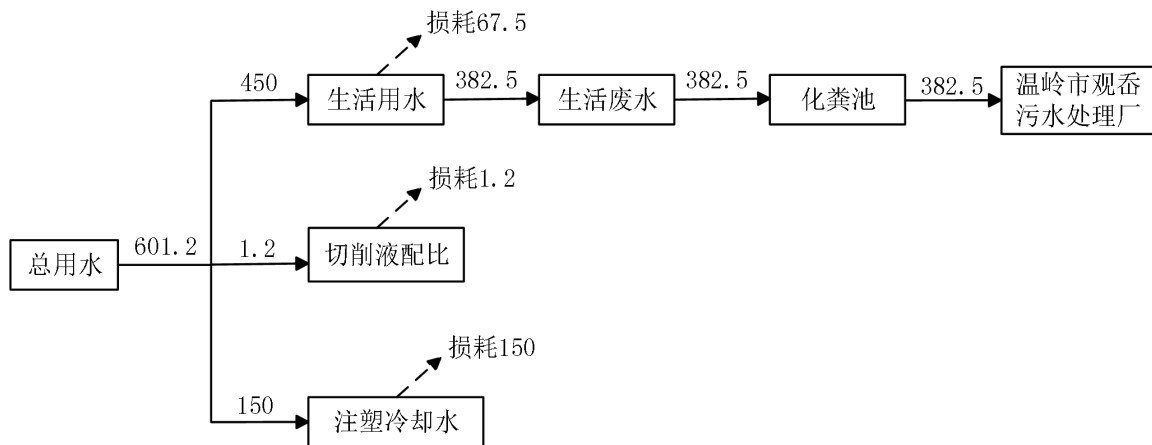 损耗67.5
450
生活用水
382.5
生活废水
382.5
化粪池
382.5
温岭市观岙
污水处理厂
损耗1.2
总用水
601.2
1.2
切削液配比
损耗150
150
注塑冷却水